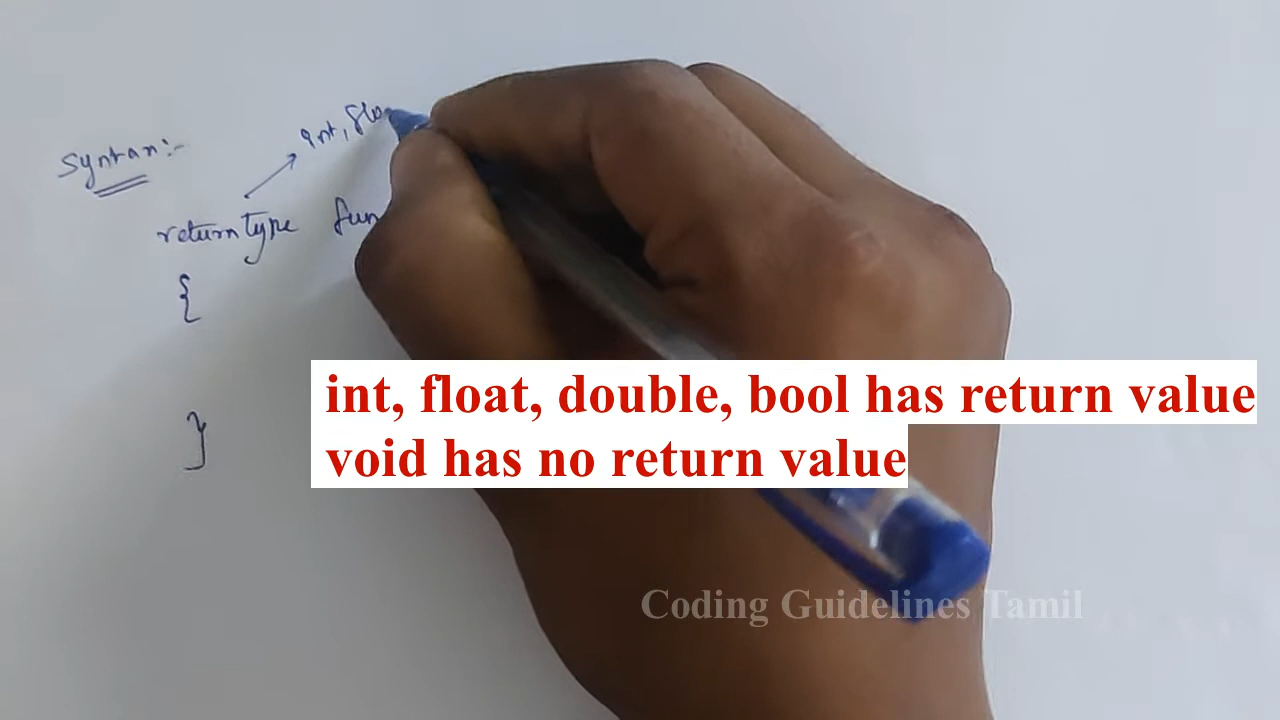 int, flo
syntax:-
returntype fun
{
int, float, double, bool has return value
}
void has no return value
Coding Guidelines Tamil